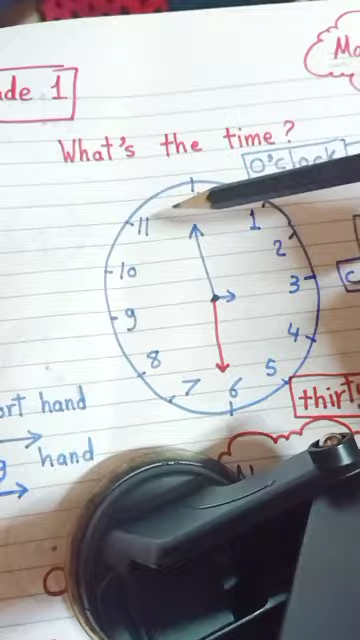 ade 1
Ma
What's the time?
O'clock
11
1
10
2
9
3
8
4
7
6
5
ort hand
thirt
hand